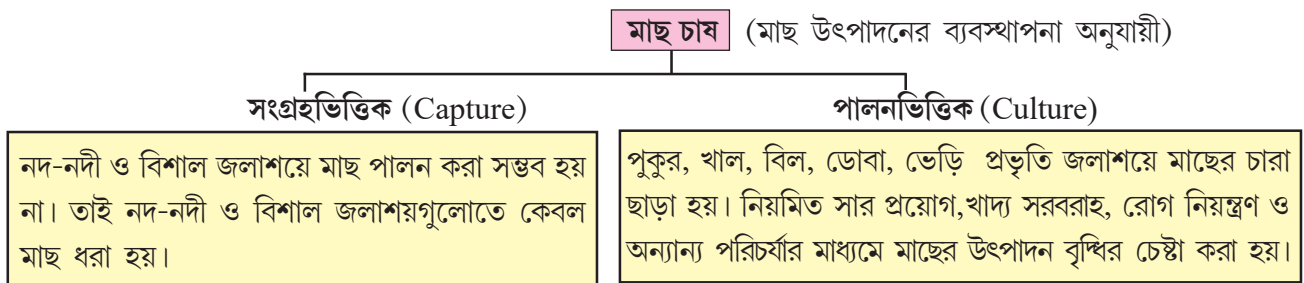 মাছ চাষ (মাছ উৎপাদনের ব্যবস্থাপনা অনুযায়ী)
সংগ্রহভিত্তিক (Capture)
নদ-নদী ও বিশাল জলাশয়ে মাছ পালন করা সম্ভব হয়
না। তাই নদ-নদী ও বিশাল জলাশয়গুলোতে কেবল
মাছ ধরা হয়।
পালনভিত্তিক (Culture)
পুকুর, খাল, বিল, ডোবা, ভেড়ি প্রভৃতি জলাশয়ে মাছের চারা
ছাড়া হয়। নিয়মিত সার প্রয়োগ,খাদ্য সরবরাহ, রোগ নিয়ন্ত্রণ ও
অন্যান্য পরিচর্যার মাধ্যমে মাছের উৎপাদন বৃদ্ধির চেষ্টা করা হয়।